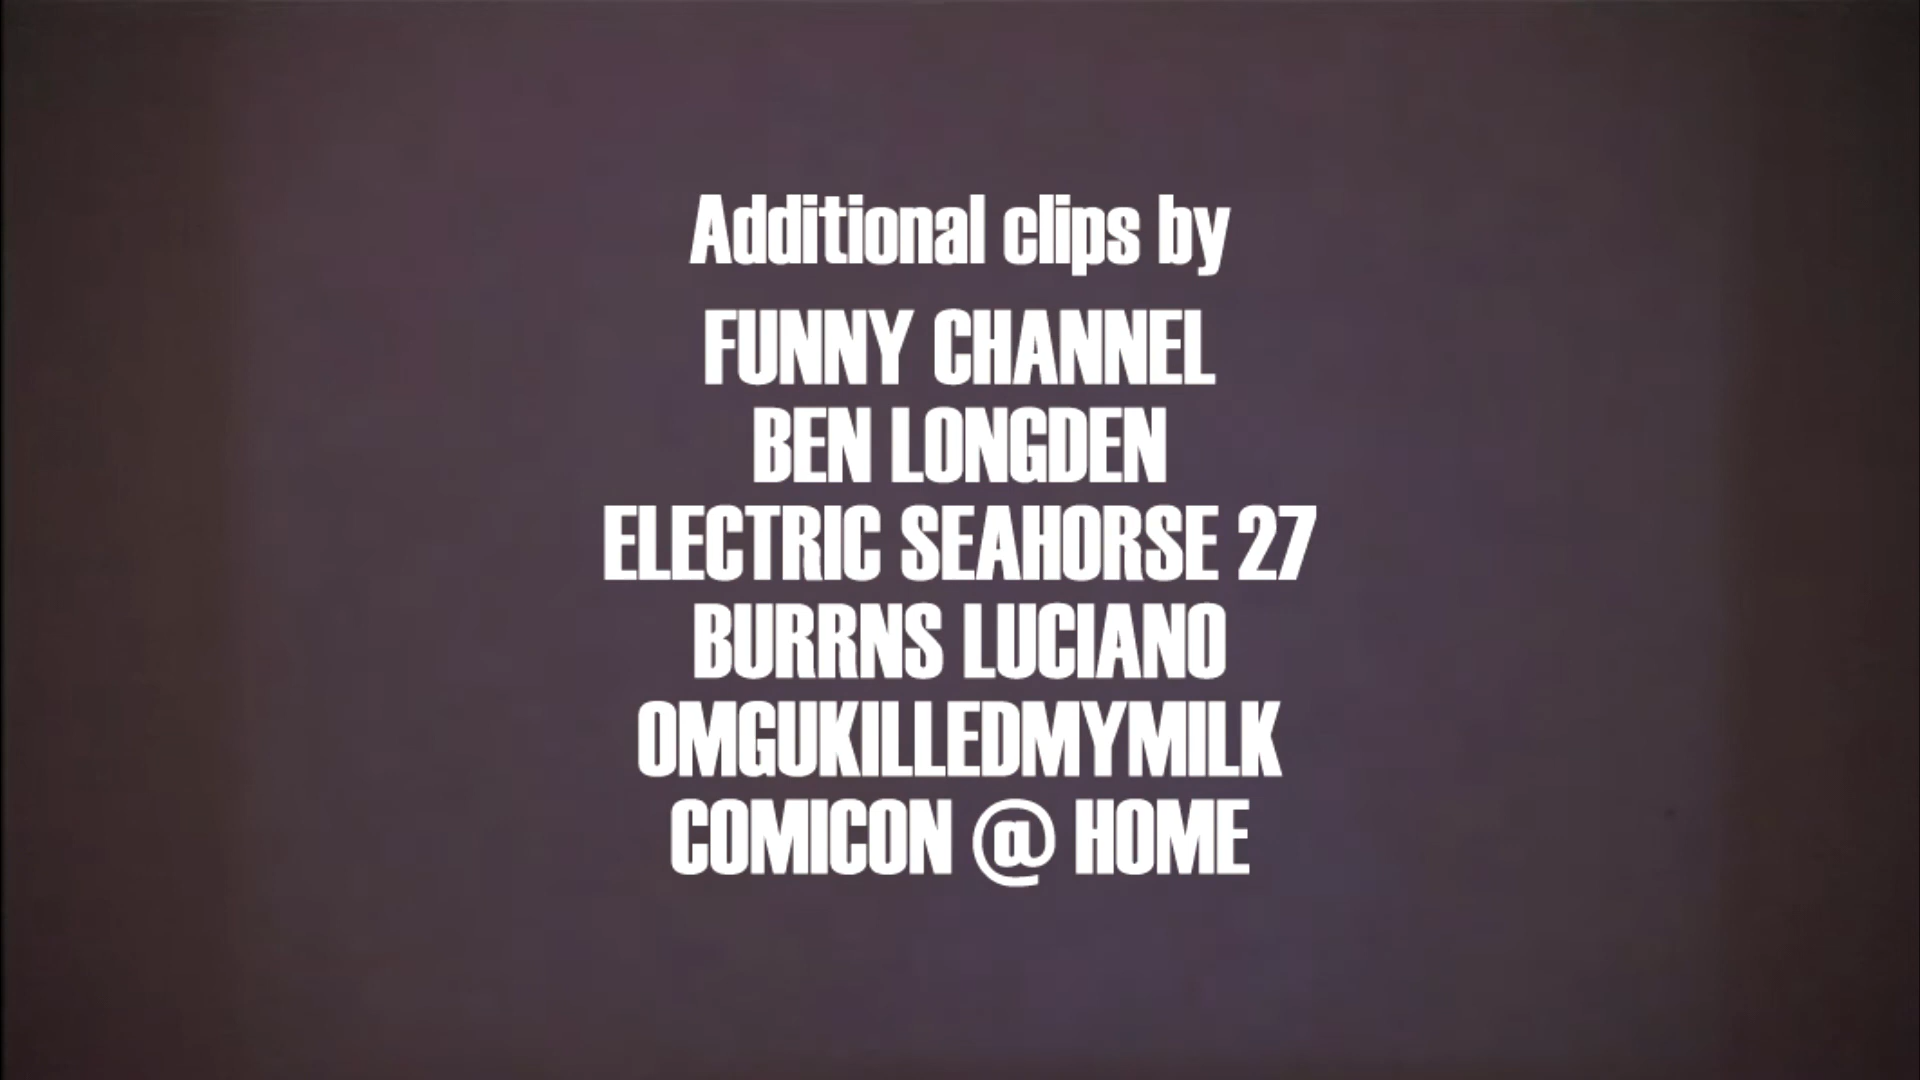 Additional clips by
FUNNY CHANNEL
BEN LONGDEN
ELECTRIC SEAHORSE 27
BURRNS LUCIANO
OMGUKILLEDMYMILK
COMICON @ HOME